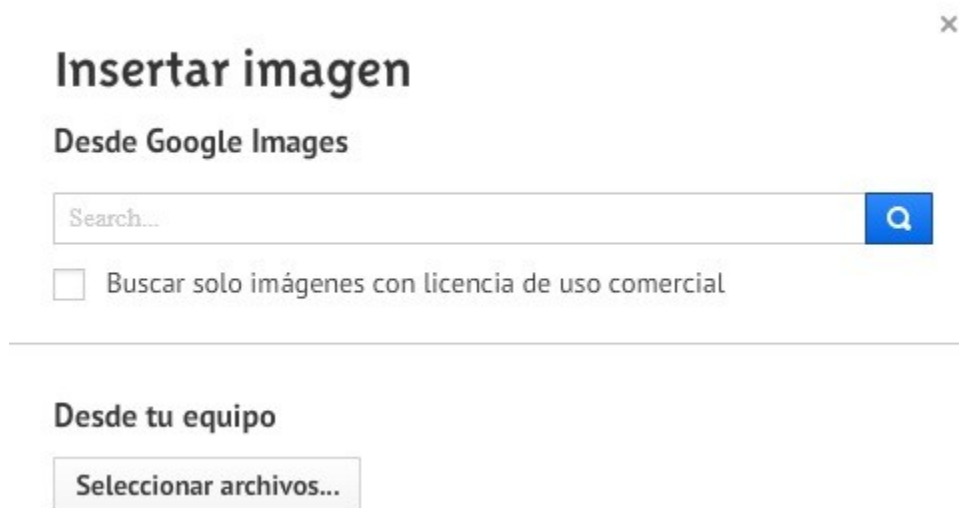 Insertar imagen
Desde Google Images
Search...
Buscar solo imágenes con licencia de uso comercial
Desde tu equipo
Seleccionar archivos...